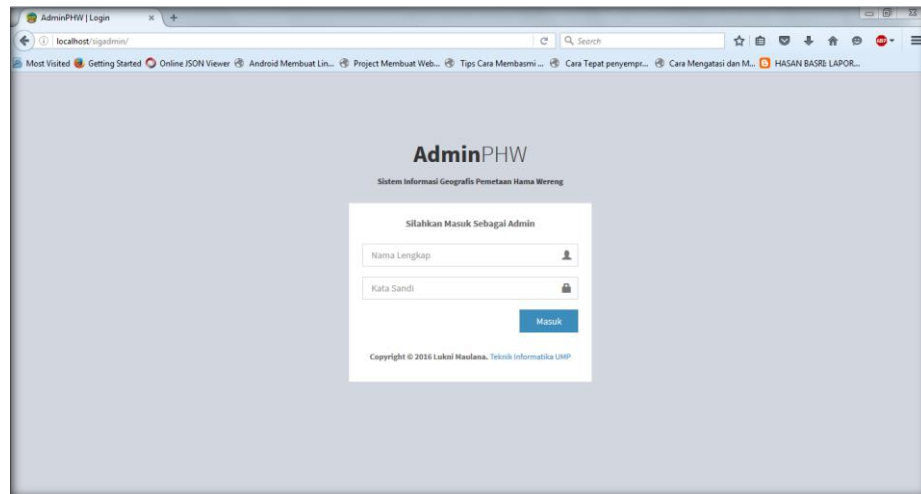 AdminPHW | Login
localhost/sigadmin/
Search
Most Visited Getting Started Online JSON Viewer Android Membuat Lin... Project Membuat Web... Tips Cara Membasmi ... Cara Tepat penyempr... Cara Mengatasi dan M... HASAN BASRI: LAPOR...
AdminPHW
Sistem Informasi Geografis Pemetaan Hama Wereng
Silahkan Masuk Sebagai Admin
Nama Lengkap
Kata Sandi
Masuk
Copyright © 2016 Lukni Maulana. Teknik Informatika UMP